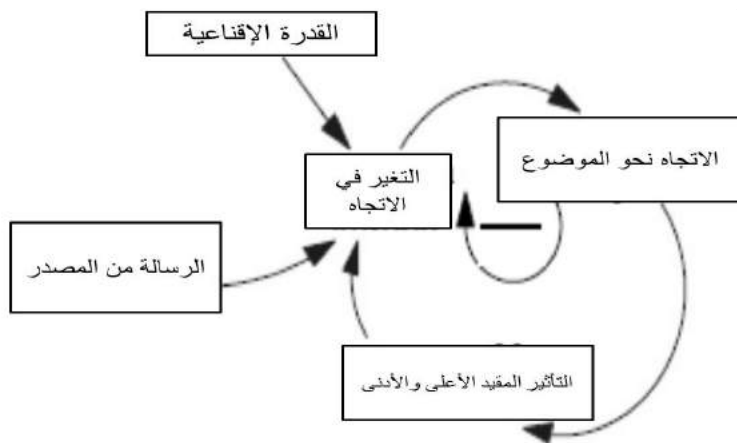 القدرة الإقناعية
الاتجاه نحو الموضوع
التغير في
الاتجاه
الرسالة من المصدر
التأثير المقيد الأعلى والأدنى